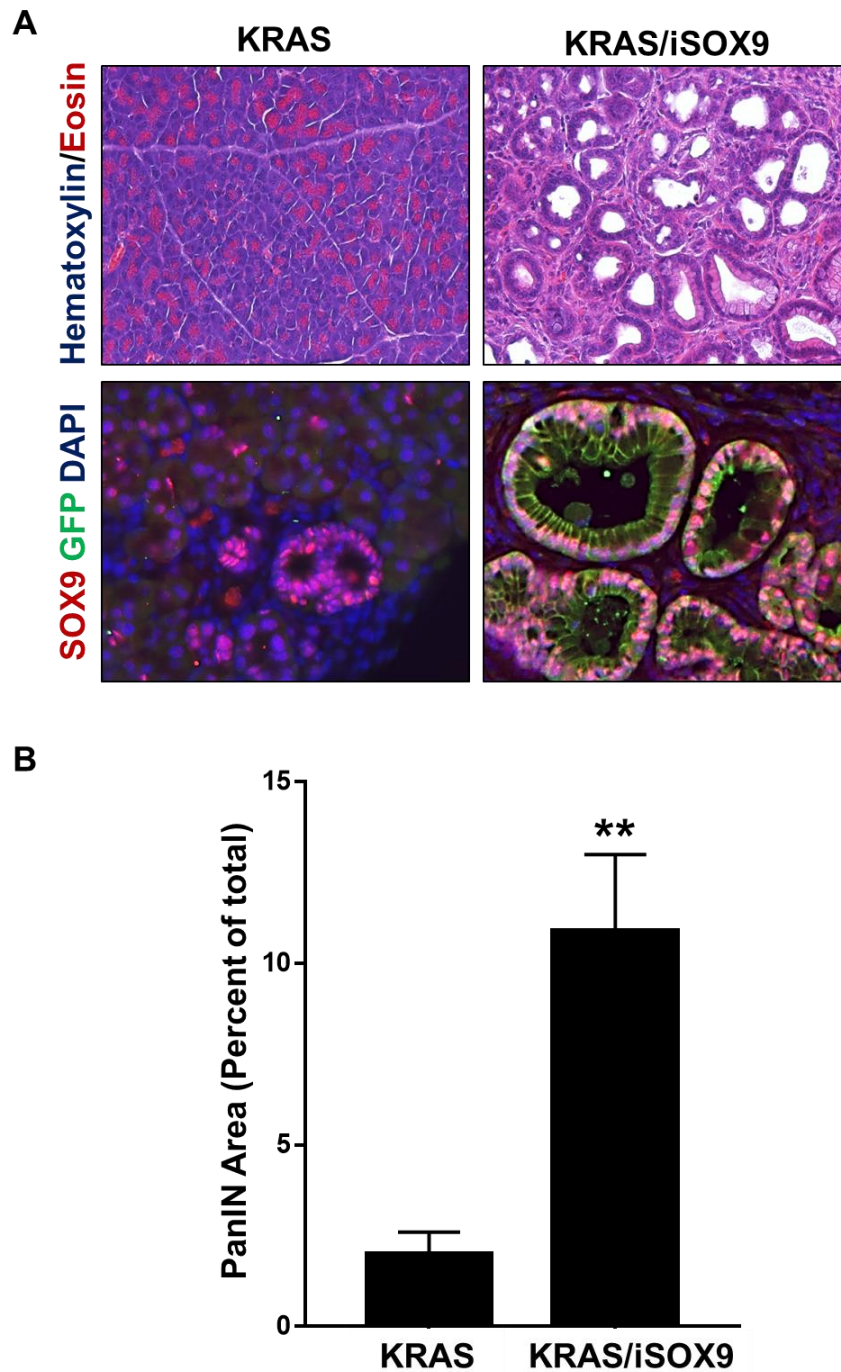 A
KRAS
KRAS/iSOX9
Hematoxylin/Eosin
SOX9 GFP DAPI
B
PanIN Area (Percent of total)
15
10
5
0
**
KRAS
KRAS/iSOX9